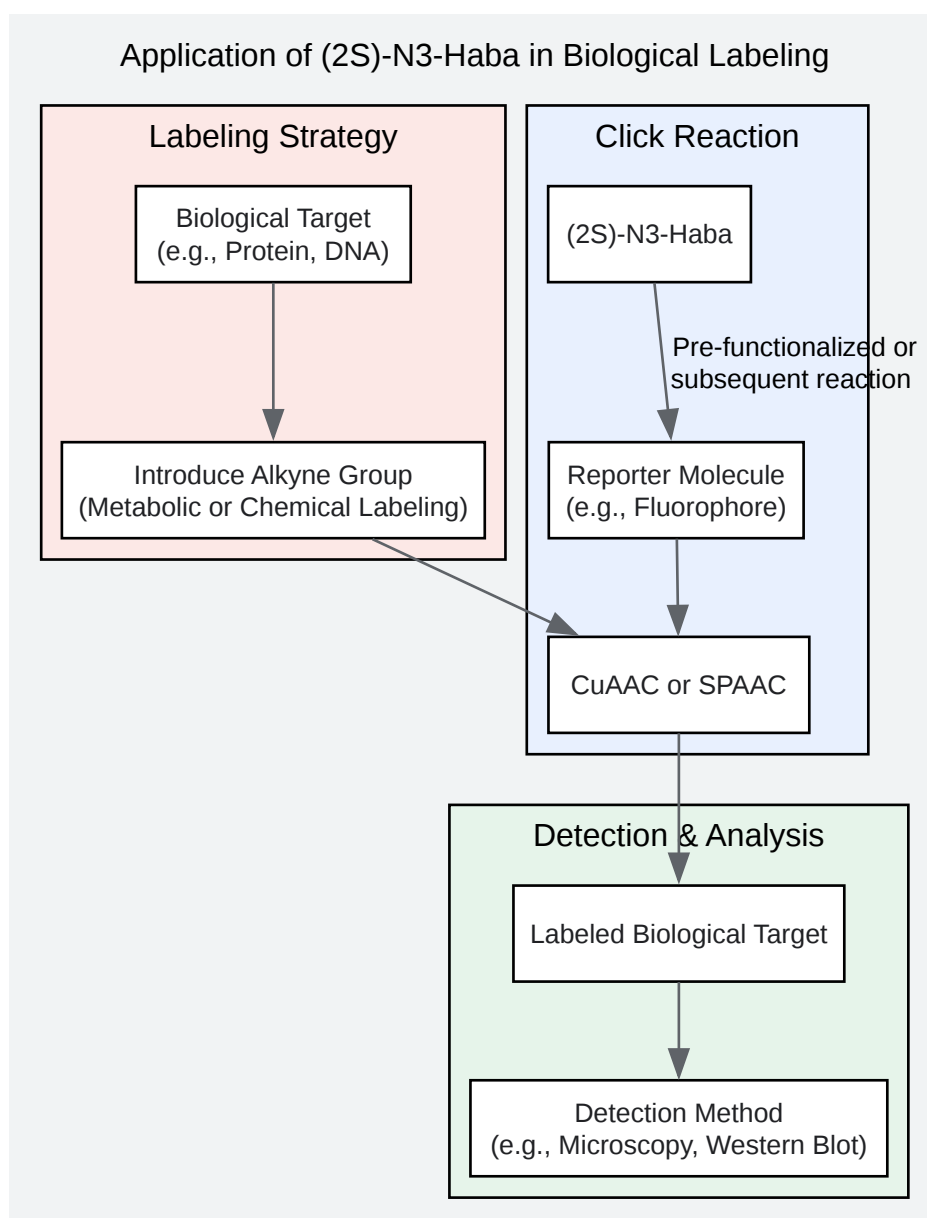 Application of (2S)-N3-Haba in Biological Labeling
Labeling Strategy
Biological Target
(e.g., Protein, DNA)
Introduce Alkyne Group
(Metabolic or Chemical Labeling)
Click Reaction
(2S)-N3-Haba
Pre-functionalized or
subsequent reaction
Reporter Molecule
(e.g., Fluorophore)
CuAAC or SPAAC
Detection & Analysis
Labeled Biological Target
Detection Method
(e.g., Microscopy, Western Blot)